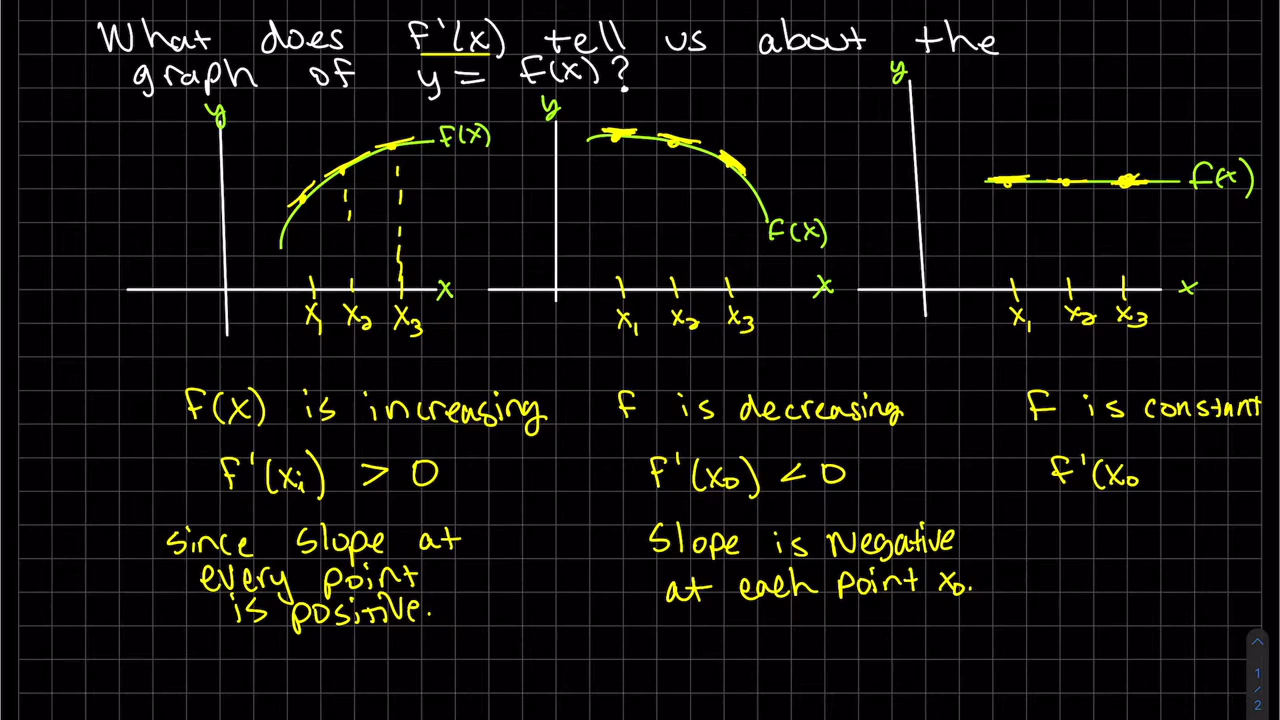 What does f'(x) tell us about the
graph of y = f(x)?
y
f(x)
x
x₁ x₂ x₃
y
f(x)
x
x₁ x₂ x₃
y
f(x)
x
x₁ x₂ x₃
f(x) is increasing
f'(xᵢ) > 0
since slope at
every point
is positive.
f is decreasing
f'(x₀) < 0
Slope is Negative
at each point x₀.
f is constant
f'(x₀
1
/
2